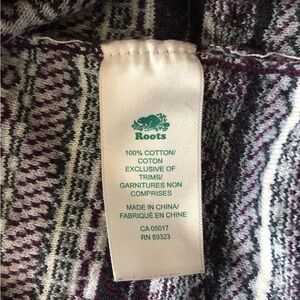 Roots
100% COTTON/
COTON
EXCLUSIVE OF
TRIMS/
GARNITURES NON
COMPRISES
MADE IN CHINA/
FABRIQUÉ EN CHINE
CA 05017
RN 89323